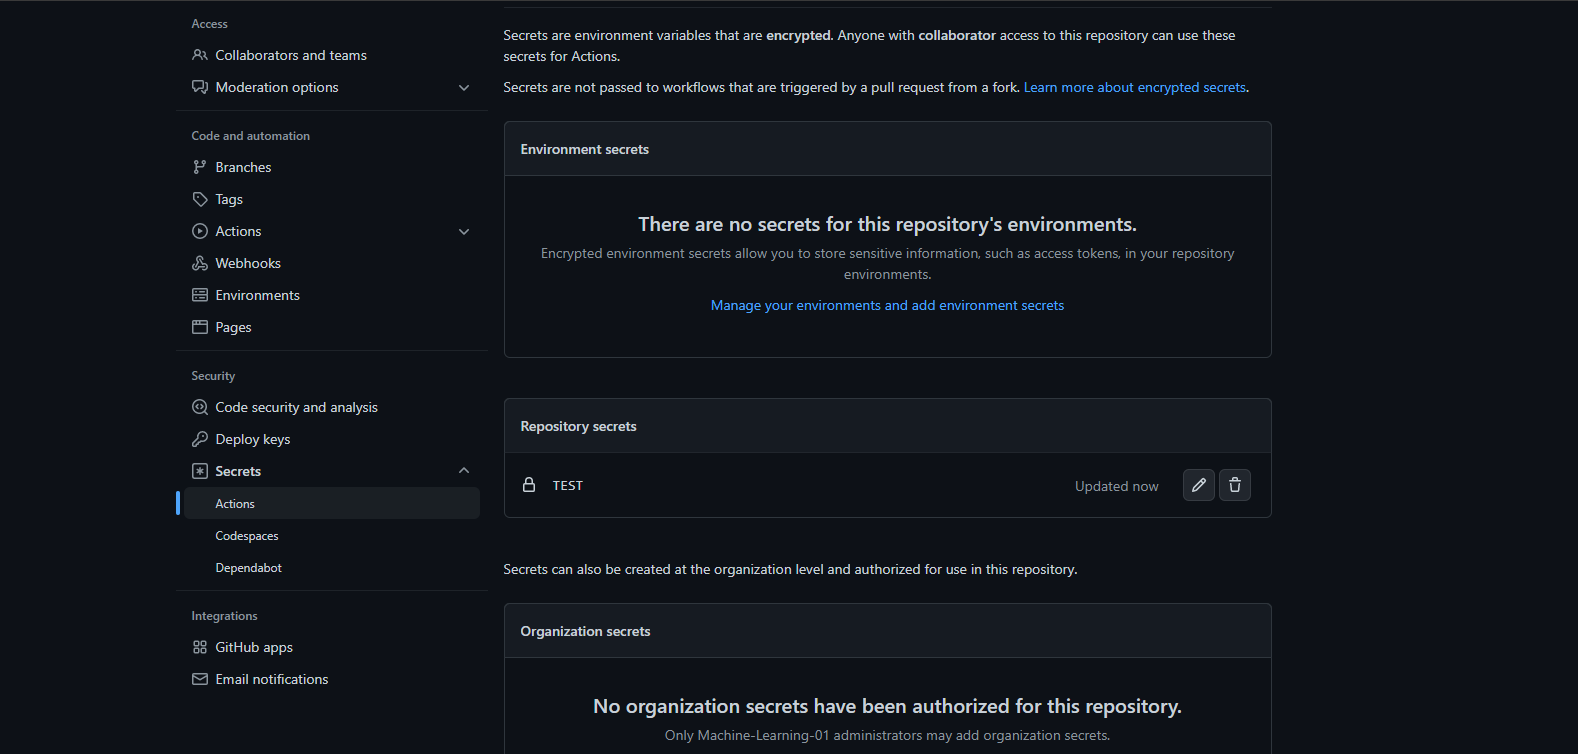 Access
Collaborators and teams
Moderation options
Code and automation
Branches
Tags
Actions
Webhooks
Environments
Pages
Security
Code security and analysis
Deploy keys
Secrets
Actions
Codespaces
Dependabot
Integrations
GitHub apps
Email notifications
Secrets are environment variables that are encrypted. Anyone with collaborator access to this repository can use these
secrets for Actions.
Secrets are not passed to workflows that are triggered by a pull request from a fork. Learn more about encrypted secrets.
Environment secrets
There are no secrets for this repository's environments.
Encrypted environment secrets allow you to store sensitive information, such as access tokens, in your repository
environments.
Manage your environments and add environment secrets
Repository secrets
TEST Updated now
Secrets can also be created at the organization level and authorized for use in this repository.
Organization secrets
No organization secrets have been authorized for this repository.
Only Machine-Learning-01 administrators may add organization secrets.